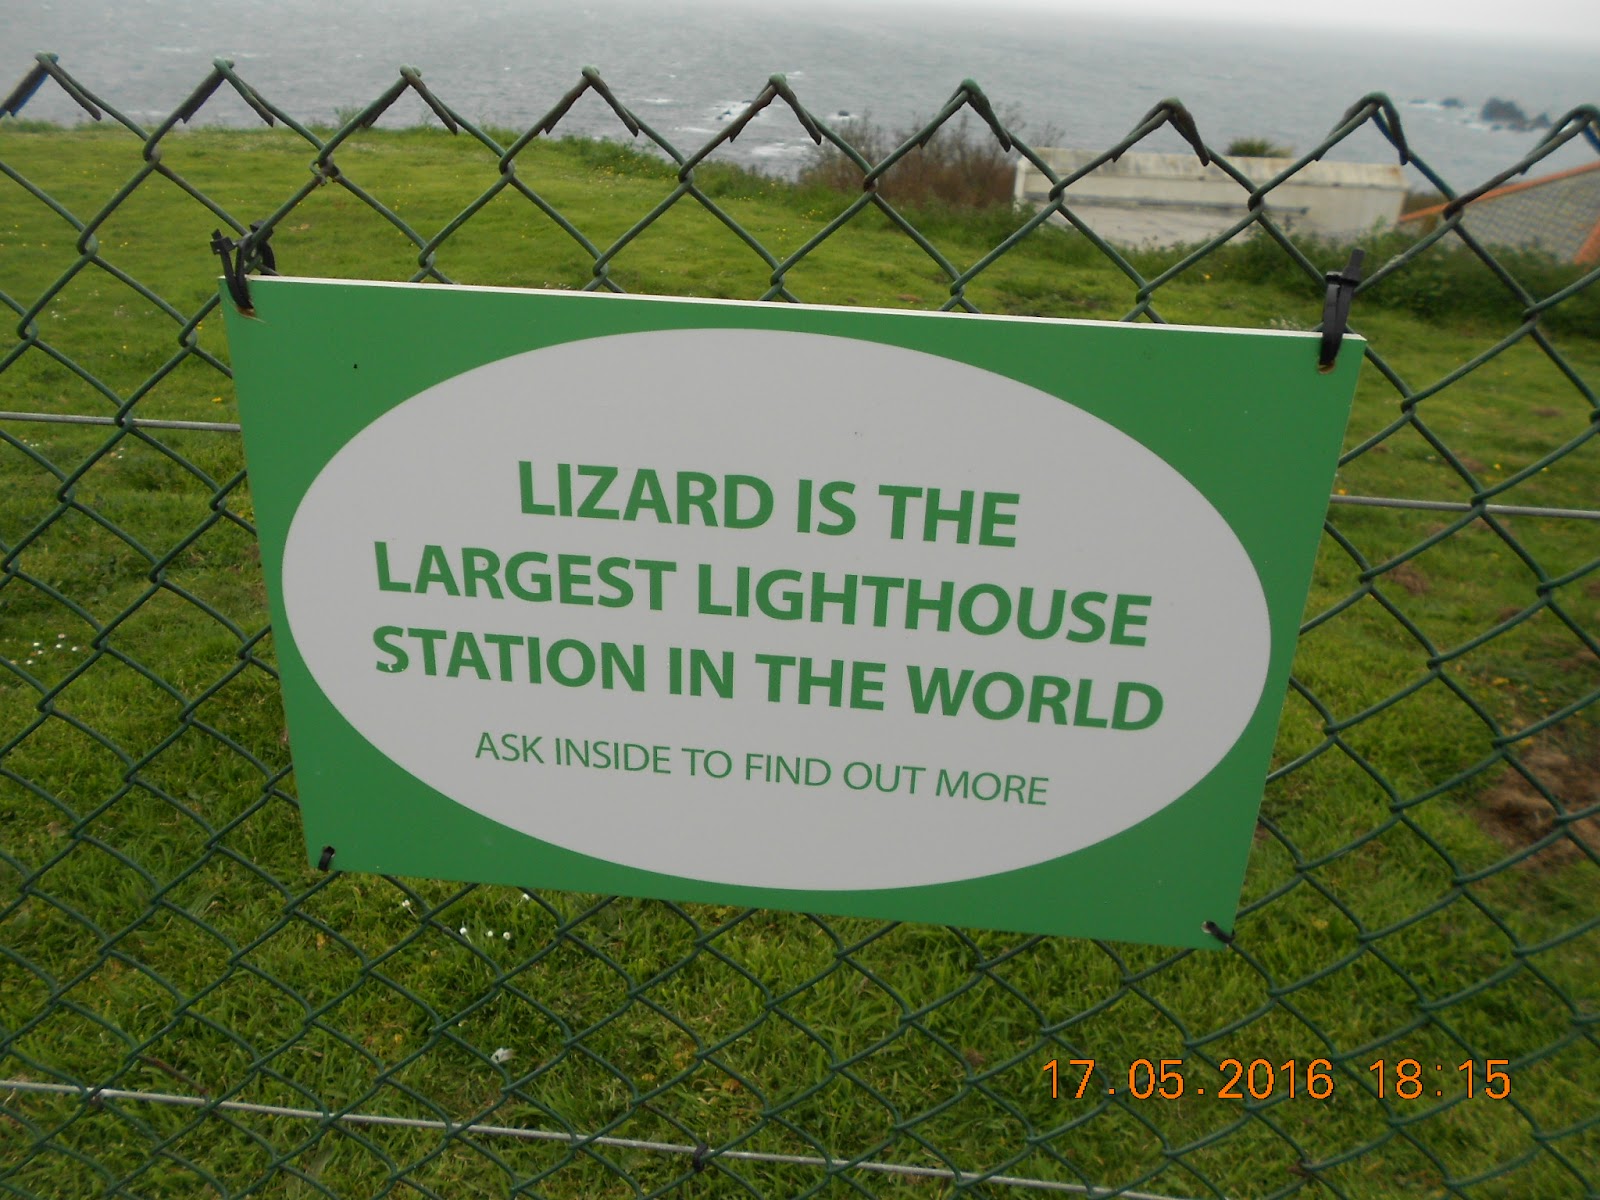 LIZARD IS THE
LARGEST LIGHTHOUSE
STATION IN THE WORLD
ASK INSIDE TO FIND OUT MORE
17.05.2016 18:15